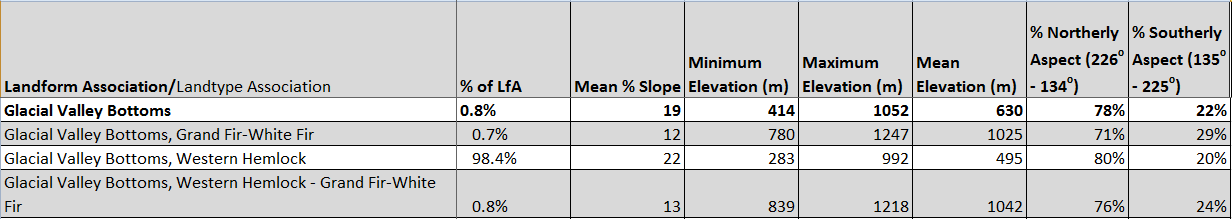 Landform Association/Landtype Association % of LfA Mean % Slope Minimum Elevation (m) Maximum Elevation (m) Mean Elevation (m) % Northerly Aspect (226° - 134°) % Southerly Aspect (135° - 225°)
Glacial Valley Bottoms 0.8% 19 414 1052 630 78% 22%
Glacial Valley Bottoms, Grand Fir-White Fir 0.7% 12 780 1247 1025 71% 29%
Glacial Valley Bottoms, Western Hemlock 98.4% 22 283 992 495 80% 20%
Glacial Valley Bottoms, Western Hemlock - Grand Fir-White
Fir 0.8% 13 839 1218 1042 76% 24%